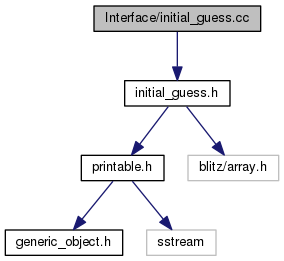 Interface/initial_guess.cc
initial_guess.h
printable.h
blitz/array.h
generic_object.h
sstream